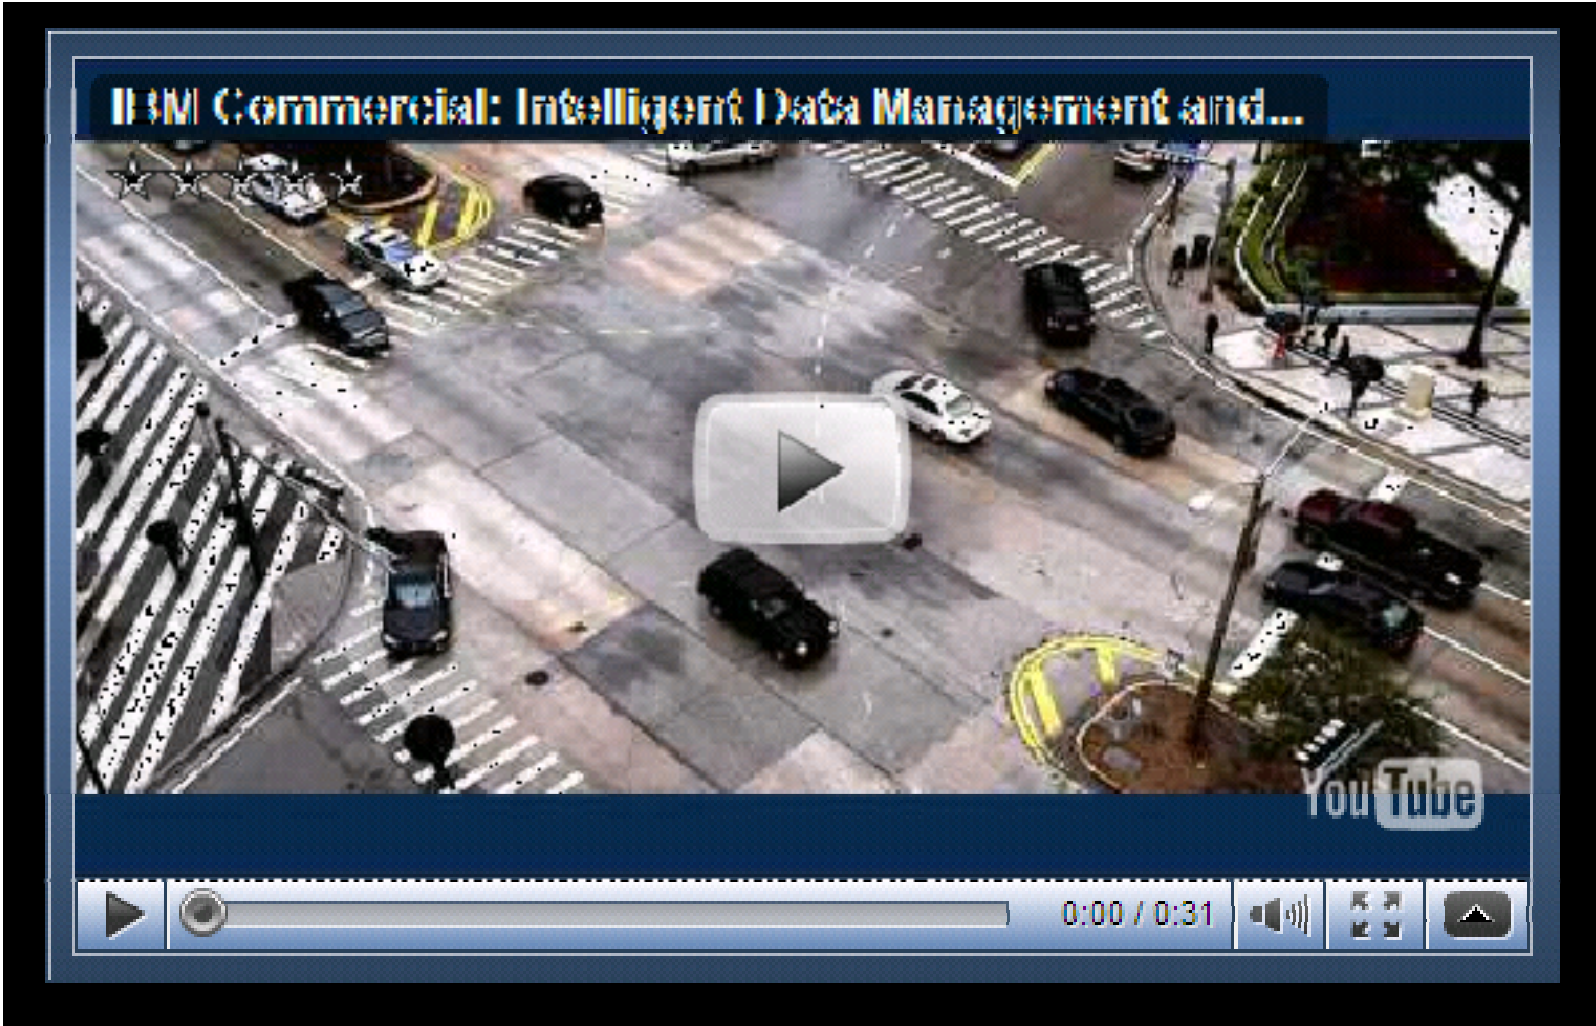 IBM Commercial: Intelligent Data Management and...
YouTube
0:00 / 0:31